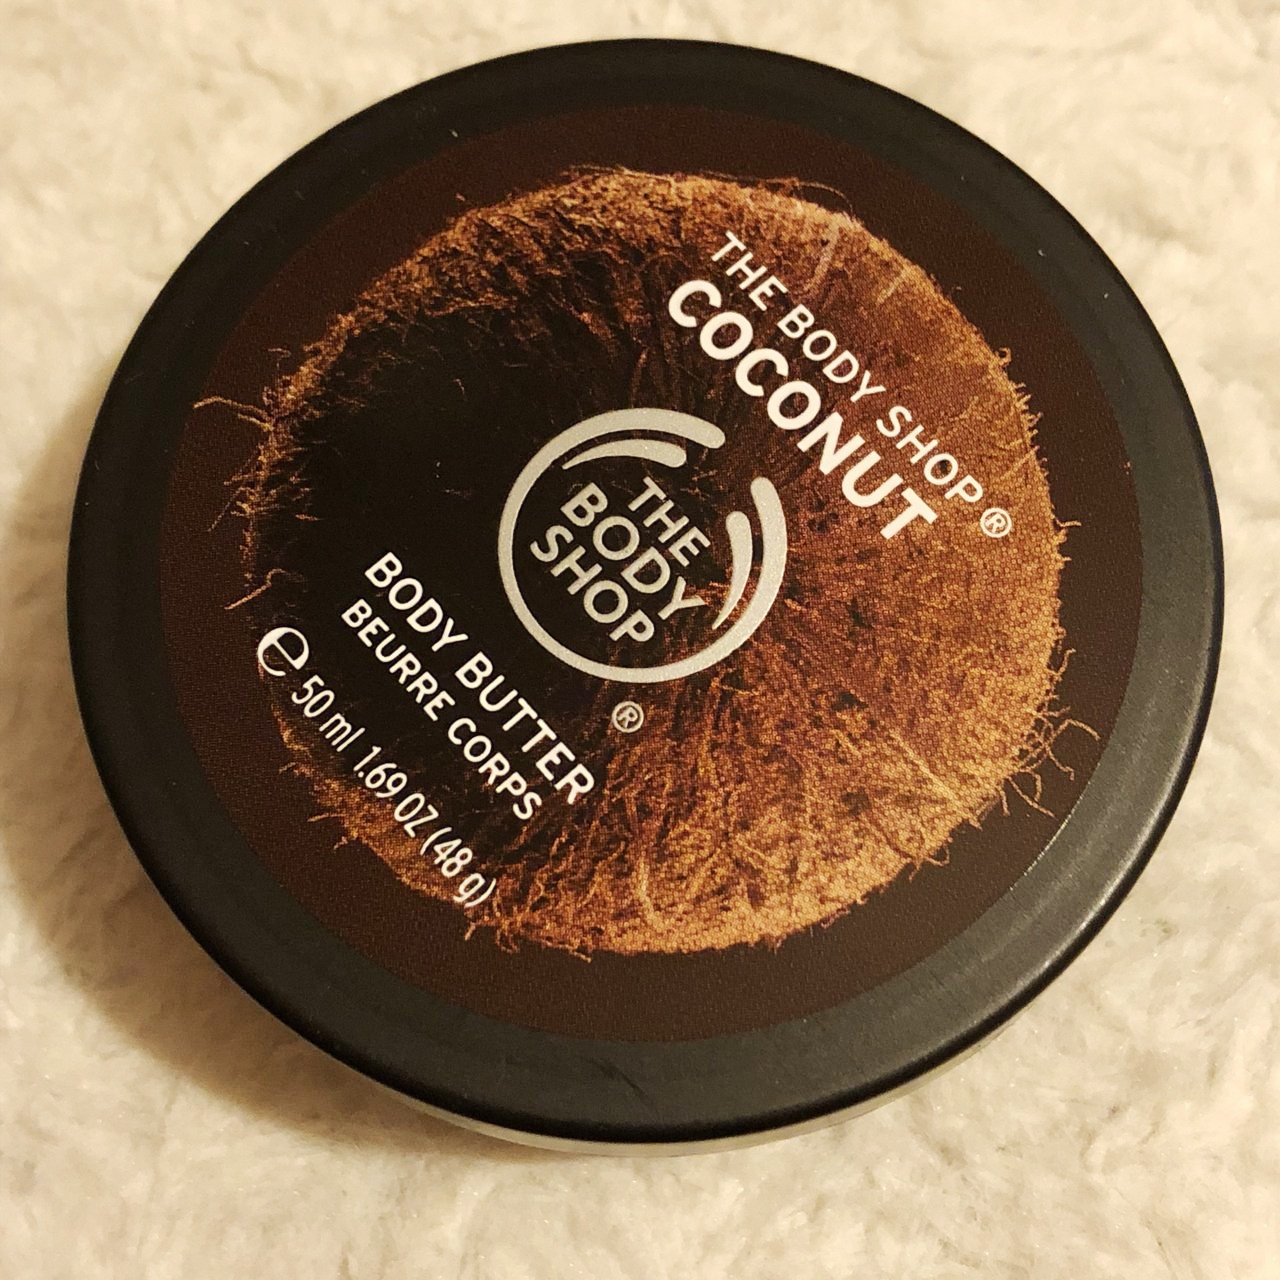 THE BODY SHOP®
COCONUT
THE
BODY
SHOP
®
BODY BUTTER
BEURRE CORPS
℮ 50 ml 1.69 OZ (48 g)